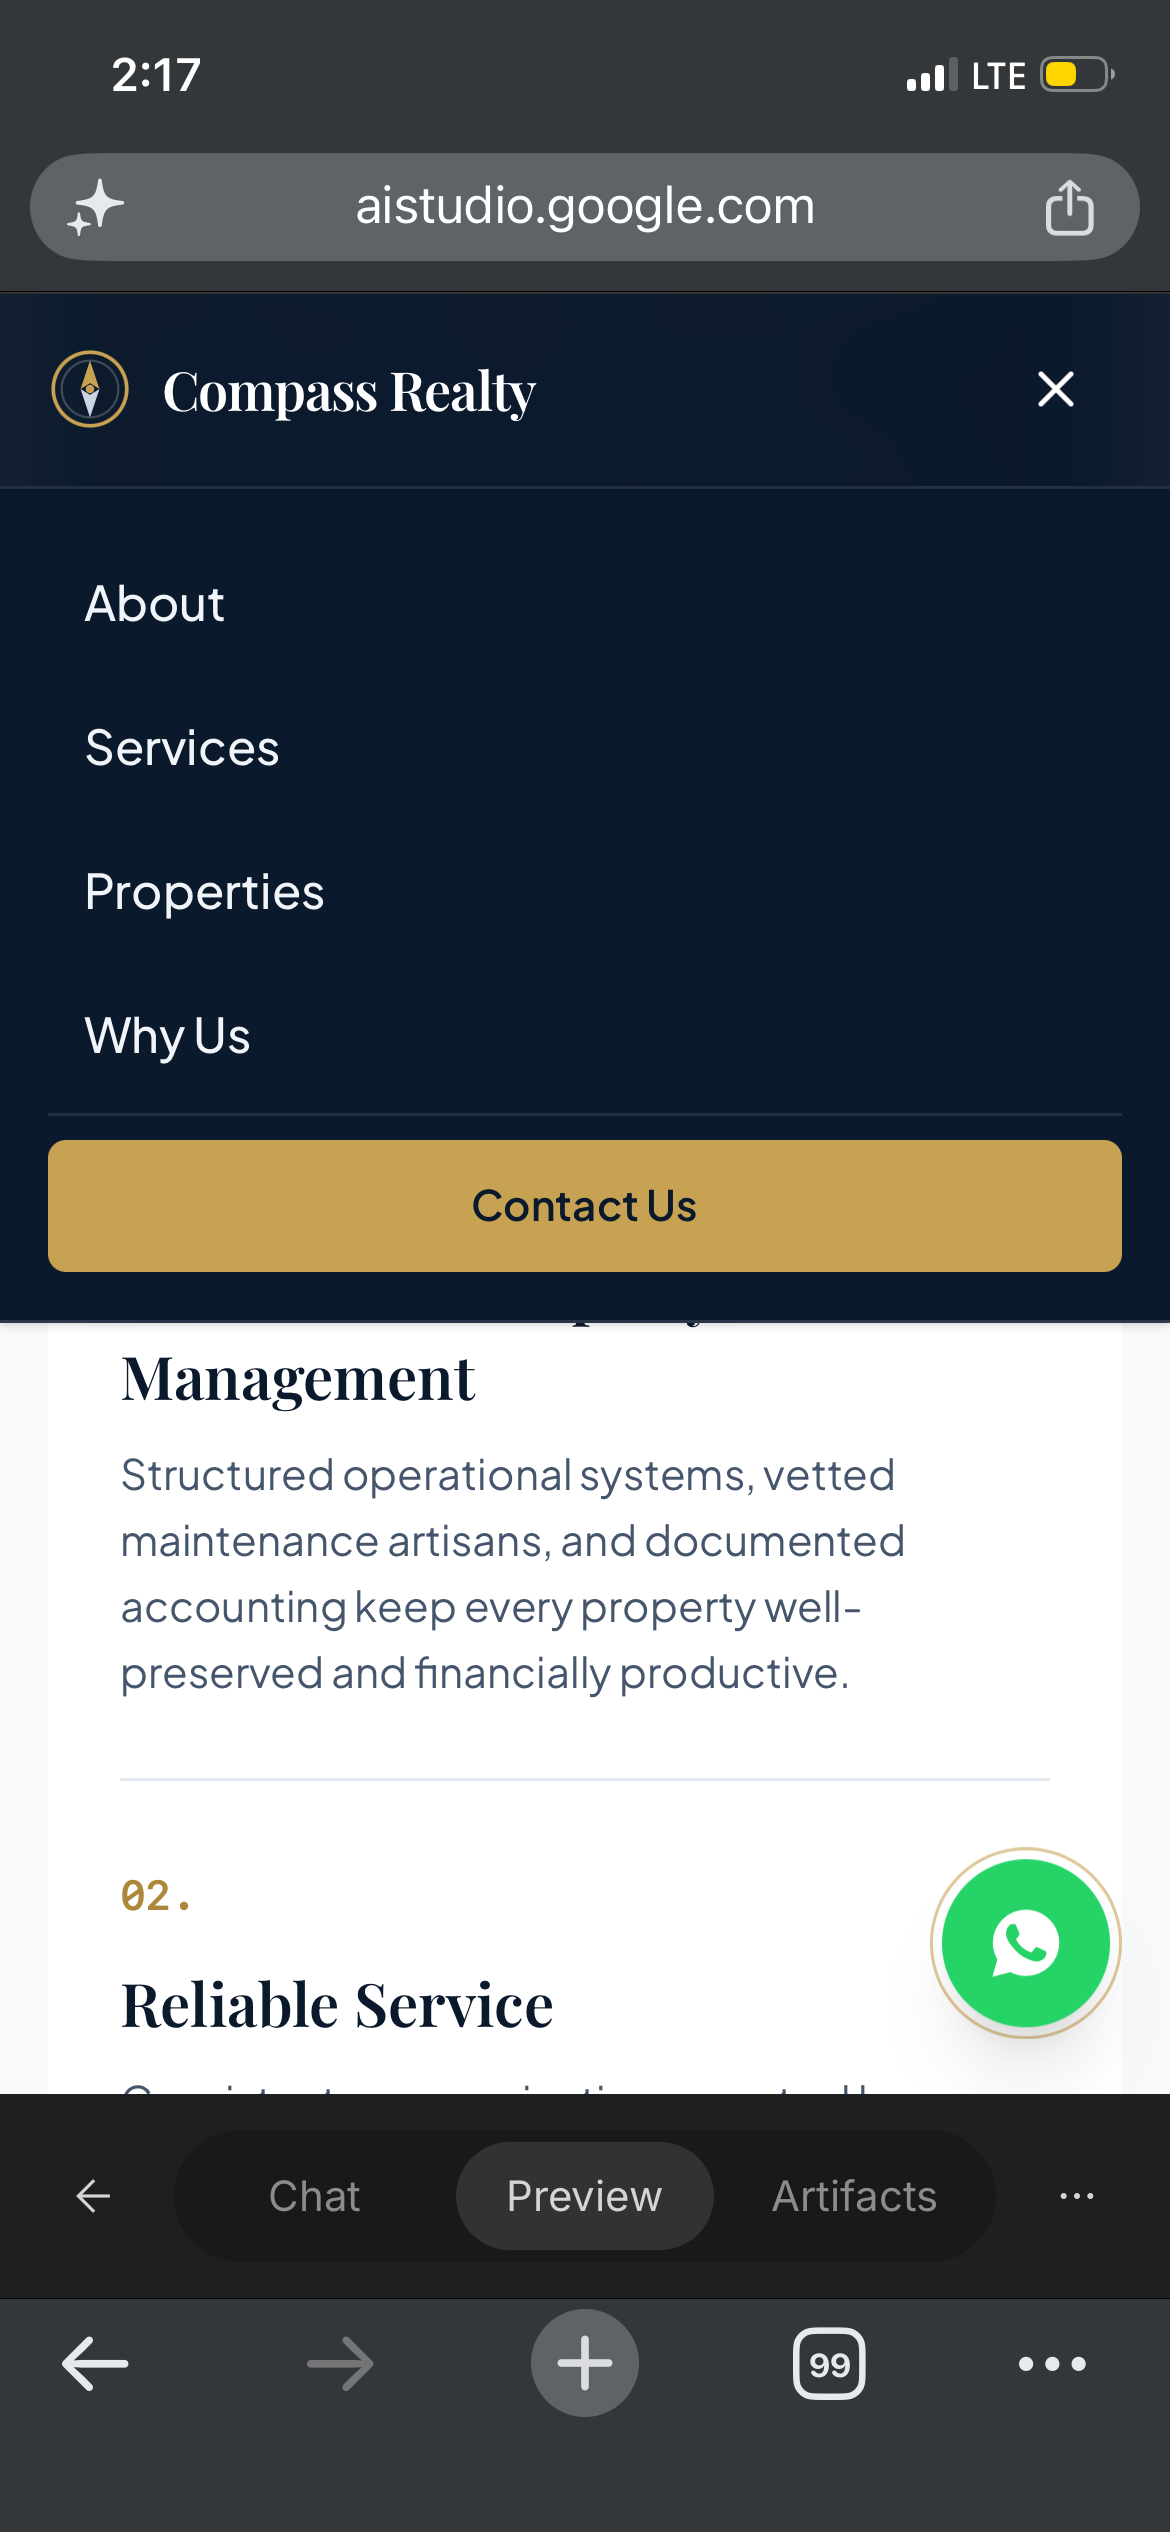 2:17
LTE
aistudio.google.com
Compass Realty
About
Services
Properties
Why Us
Contact Us
Management
Structured operational systems, vetted
maintenance artisans, and documented
accounting keep every property well-
preserved and financially productive.
02.
Reliable Service
Chat
Preview
Artifacts
99